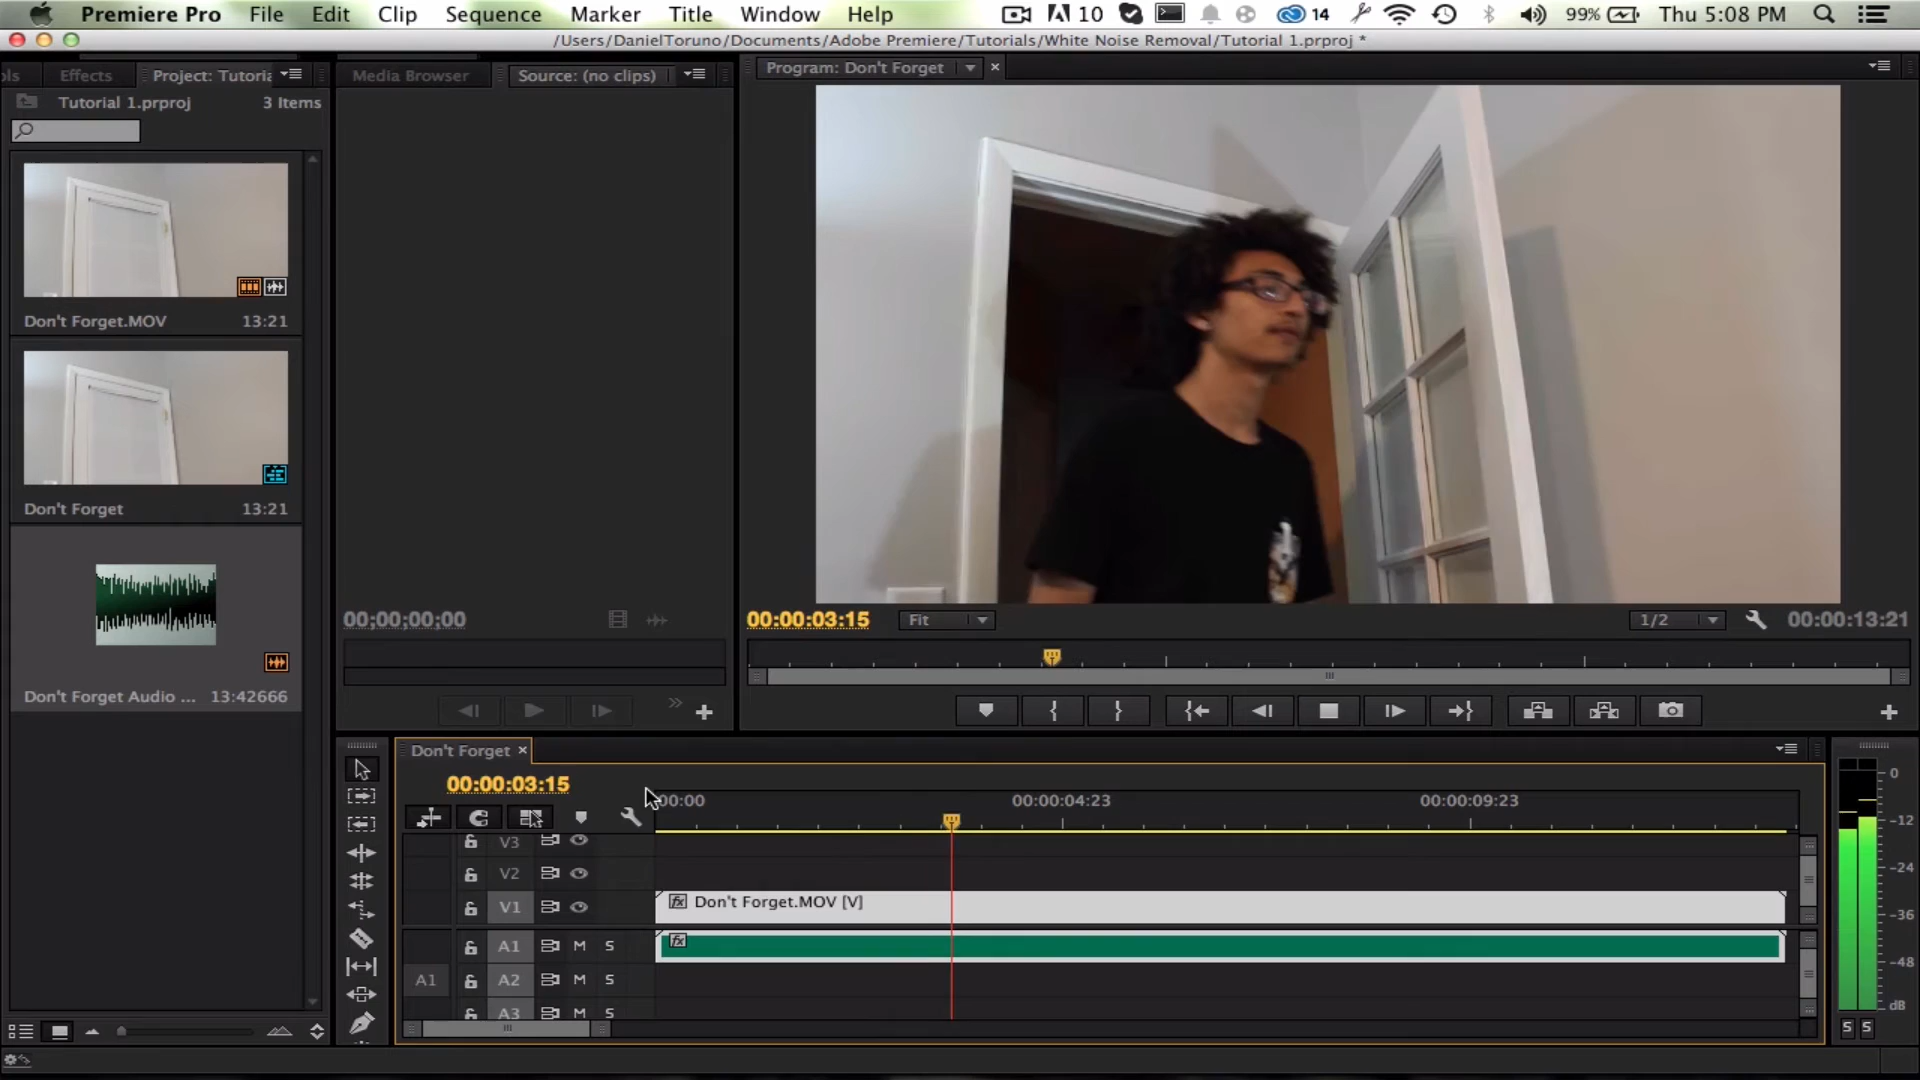 Premiere Pro File Edit Clip Sequence Marker Title Window Help 10 14 99% Thu 5:08 PM
/Users/DanielToruno/Documents/Adobe Premiere/Tutorials/White Noise Removal/Tutorial 1.prproj *
ols Effects Project: Tutoria Media Browser Source: (no clips) Program: Don't Forget
Tutorial 1.prproj 3 Items
Don't Forget.MOV 13:21
Don't Forget 13:21
Don't Forget Audio ... 13:42666
00;00;00;00
00:00:03:15 Fit 1/2 00:00:13:21
Don't Forget
00:00:03:15
:00:00 00:00:04:23 00:00:09:23
V3
V2
V1 Don't Forget.MOV [V]
A1 M S
A1 A2 M S
A3 M S
fx
fx
0
-12
-24
-36
-48
dB
S S